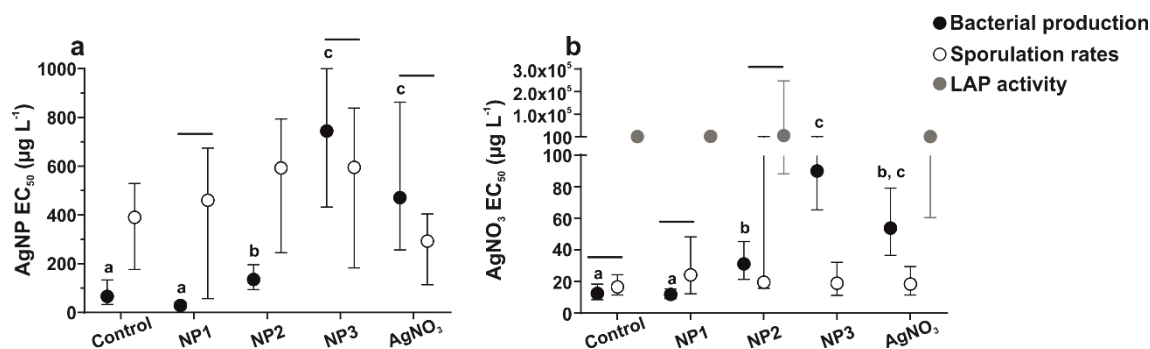 a
AgNP EC₅₀ (µg L⁻¹)
1000
800
600
400
200
0
a
a
b
c
c
Control
NP1
NP2
NP3
AgNO₃
b
AgNO₃ EC₅₀ (µg L⁻¹)
3.0x10⁵
2.0x10⁵
1.0x10⁵
100
100
80
60
40
20
0
a
a
b
c
b, c
Control
NP1
NP2
NP3
AgNO₃
Bacterial production
Sporulation rates
LAP activity